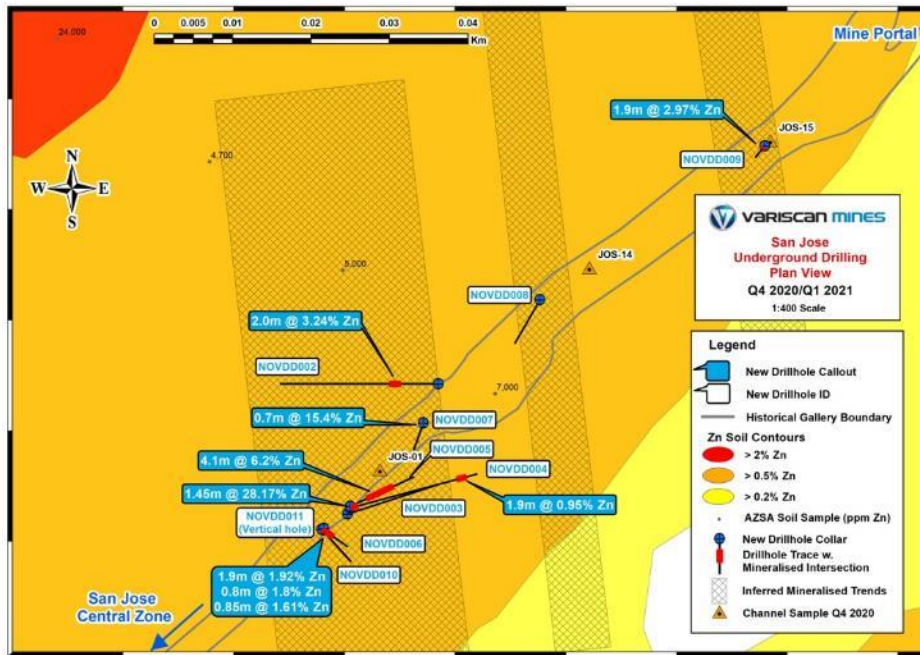 24,000
0 0.005 0.01 0.02 0.03 0.04
Km
Mine Portal
1.9m @ 2.97% Zn
JOS-15
NOVDD009
4,700
N
W E
S
VARISCAN MINES
San Jose
Underground Drilling
Plan View
Q4 2020/Q1 2021
1:400 Scale
5,000
JOS-14
NOVDD008
2.0m @ 3.24% Zn
NOVDD002
7,000
0.7m @ 15.4% Zn
NOVDD007
NOVDD005
JOS-01
4.1m @ 6.2% Zn
NOVDD004
1.45m @ 28.17% Zn
NOVDD003
1.9m @ 0.95% Zn
NOVDD011
(Vertical hole)
NOVDD006
NOVDD010
1.9m @ 1.92% Zn
0.8m @ 1.8% Zn
0.85m @ 1.61% Zn
San Jose
Central Zone
Legend
New Drillhole Callout
New Drillhole ID
Historical Gallery Boundary
Zn Soil Contours
> 2% Zn
> 0.5% Zn
> 0.2% Zn
AZSA Soil Sample (ppm Zn)
New Drillhole Collar
Drillhole Trace w.
Mineralised Intersection
Inferred Mineralised Trends
Channel Sample Q4 2020